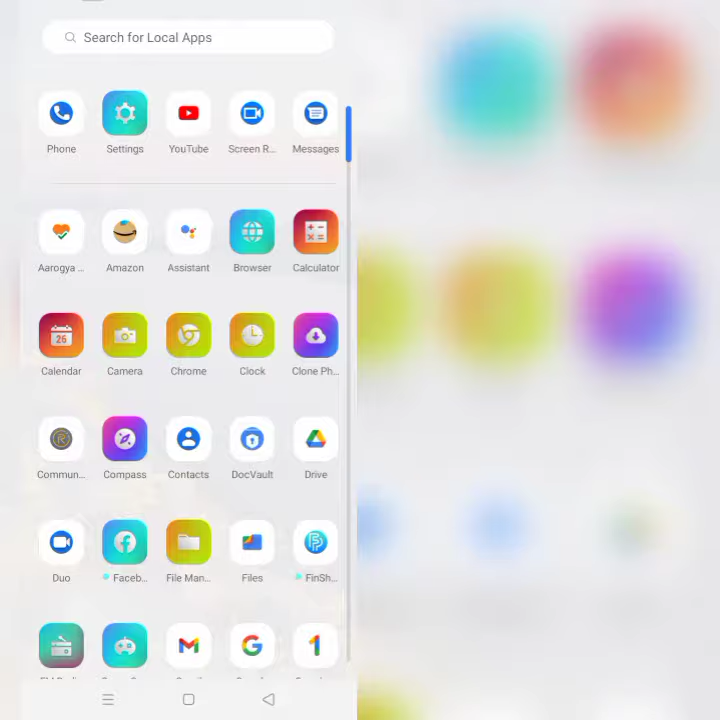 Search for Local Apps
Phone Settings YouTube Screen R... Messages
Aarogya ... Amazon Assistant Browser Calculator
26
Calendar Camera Chrome Clock Clone Ph...
Commun... Compass Contacts DocVault Drive
Duo Faceb... File Man... Files FinSh...